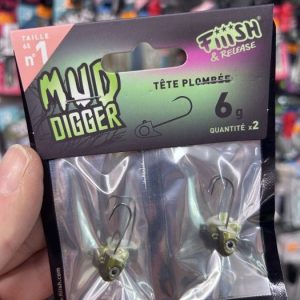 TAILLE
n°1
FIIISH
& RELEASE
MUD
DIGGER
TÊTE PLOMBÉE
6g
QUANTITÉ x2